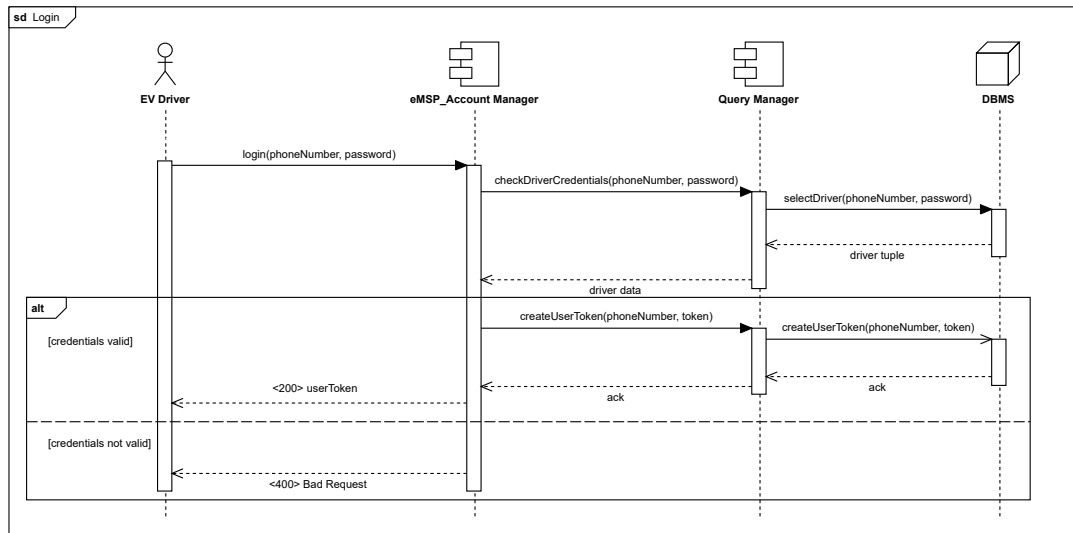 sd Login
EV Driver
eMSP_Account Manager
Query Manager
DBMS
login(phoneNumber, password)
checkDriverCredentials(phoneNumber, password)
selectDriver(phoneNumber, password)
driver tuple
driver data
alt
createUserToken(phoneNumber, token)
createUserToken(phoneNumber, token)
[credentials valid]
ack
<200> userToken
ack
[credentials not valid]
<400> Bad Request